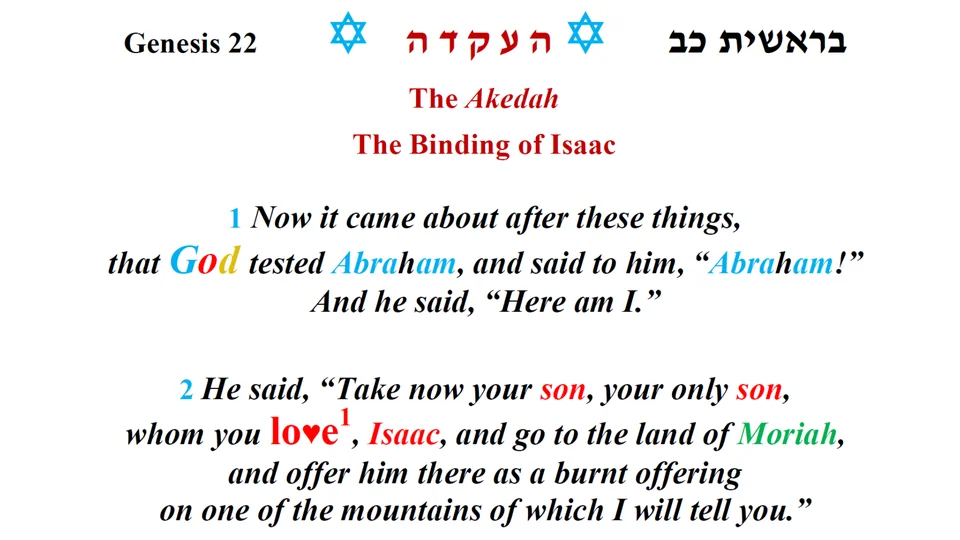 Genesis 22 ✡ ה ע ק ד ה ✡ בראשית כב
The Akedah
The Binding of Isaac
1 Now it came about after these things,
that God tested Abraham, and said to him, “Abraham!”
And he said, “Here am I.”
2 He said, “Take now your son, your only son,
whom you lo♥e1, Isaac, and go to the land of Moriah,
and offer him there as a burnt offering
on one of the mountains of which I will tell you.”